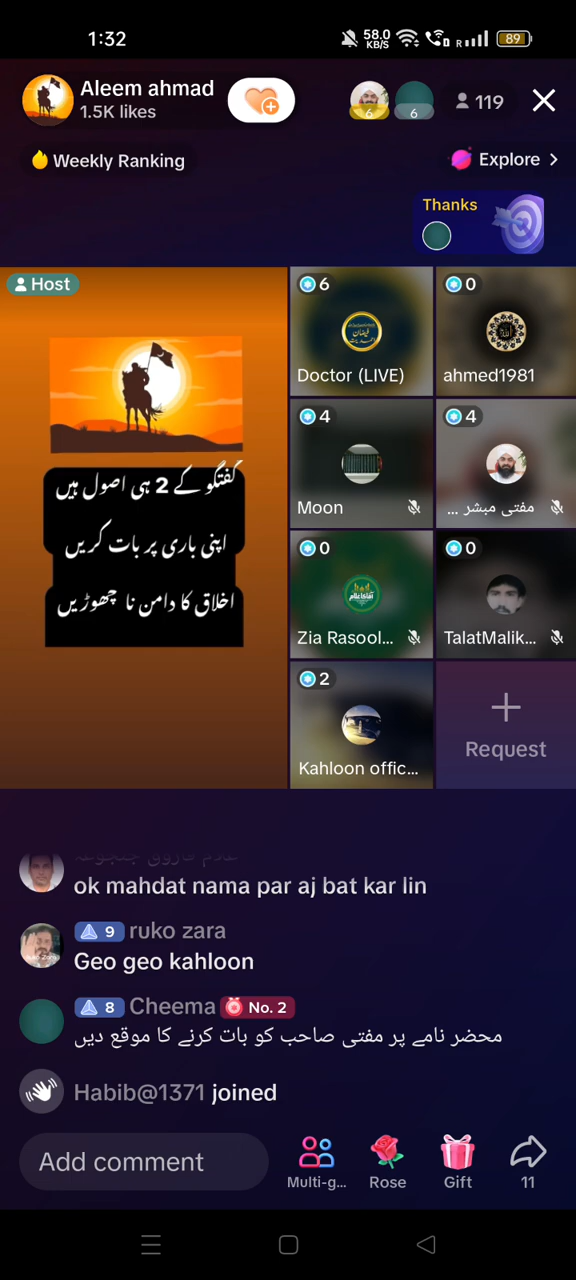 1:32
58.0
KB/S
R
89
Aleem ahmad
1.5K likes
6
6
119
Weekly Ranking
Explore
Thanks
Host
گفتگو کے 2 ہی اصول ہیں
اپنی باری پر بات کریں
اخلاق کا دامن نا چھوڑیں
6
Doctor (LIVE)
0
ahmed1981
4
Moon
4
مفتی مبشر ...
0
Zia Rasool...
0
TalatMalik...
2
Kahloon offic...
Request
ok mahdat nama par aj bat kar lin
9 ruko zara
Geo geo kahloon
8 Cheema No. 2
محضر نامے پر مفتی صاحب کو بات کرنے کا موقع دیں
Habib@1371 joined
Add comment
Multi-g...
Rose
Gift
11